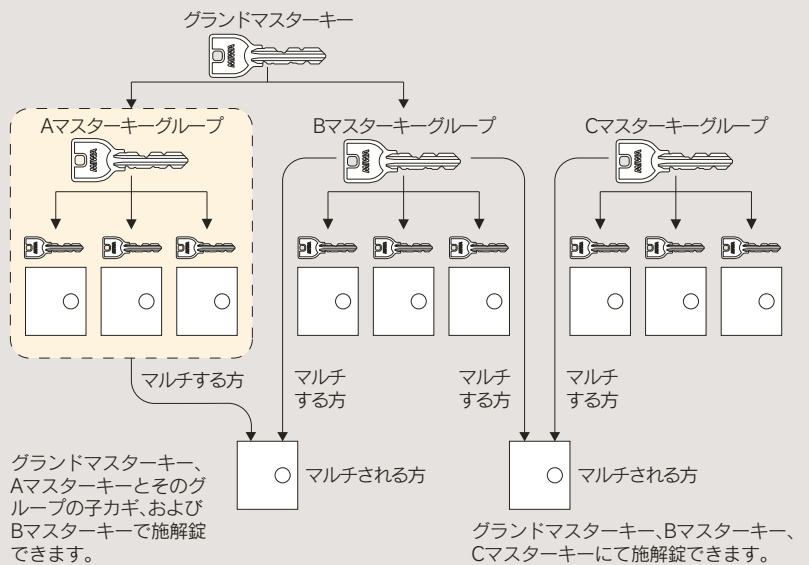 グランドマスターキー
Aマスターキーグループ
Bマスターキーグループ
Cマスターキーグループ
マルチする方
マルチ
する方
マルチ
する方
マルチ
する方
グランドマスターキー、
Aマスターキーとそのグ
ループの子カギ、および
Bマスターキーで施解錠
できます。
マルチされる方
マルチされる方
グランドマスターキー、Bマスターキー、
Cマスターキーにて施解錠できます。